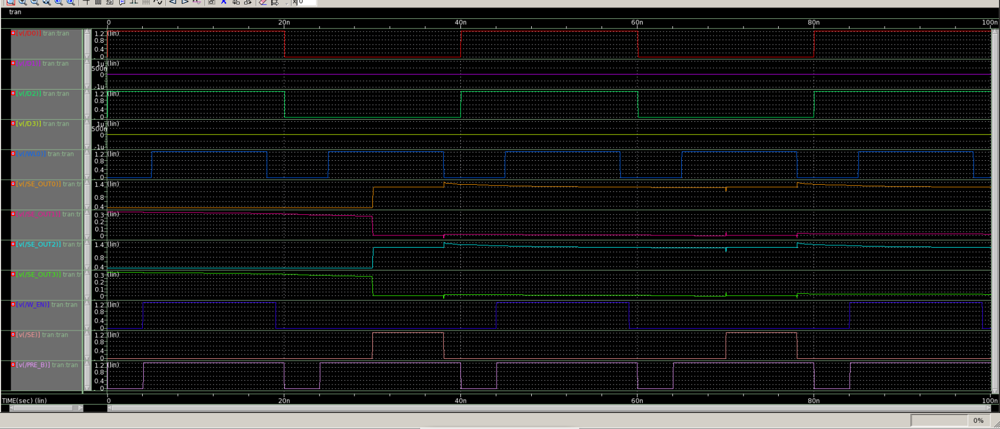 x 0
tran
0 20n 40n 60n 80n 100n
[v(/D0)] tran:tran 1.2 (lin)
0.8
0.4
0
[v(/D1)] tran:tran 1u (lin)
500n
0
-1u
[v(/D2)] tran:tran 1.2 (lin)
0.8
0.4
0
[v(/D3)] tran:tran 1u (lin)
500n
0
-1u
[v(/WL0)] tran:tran 1.2 (lin)
0.8
0.4
0
[v(/SE_OUT0)] tran:tr 1.4 (lin)
0.8
0.4
[v(/SE_OUT1)] tran:tr 0.3 (lin)
0.2
0.1
0
[v(/SE_OUT2)] tran:tr 1.4 (lin)
0.8
0.4
[v(/SE_OUT3)] tran:tr 0.3 (lin)
0.2
0.1
0
[v(/W_EN)] tran:tran 1.2 (lin)
0.8
0.4
0
[v(/SE)] tran:tran 1.2 (lin)
0.8
0.4
0
[v(/PRE_B)] tran:tran 1.2 (lin)
0.8
0.4
0
TIME(sec) (lin) 0 20n 40n 60n 80n 100n
0%